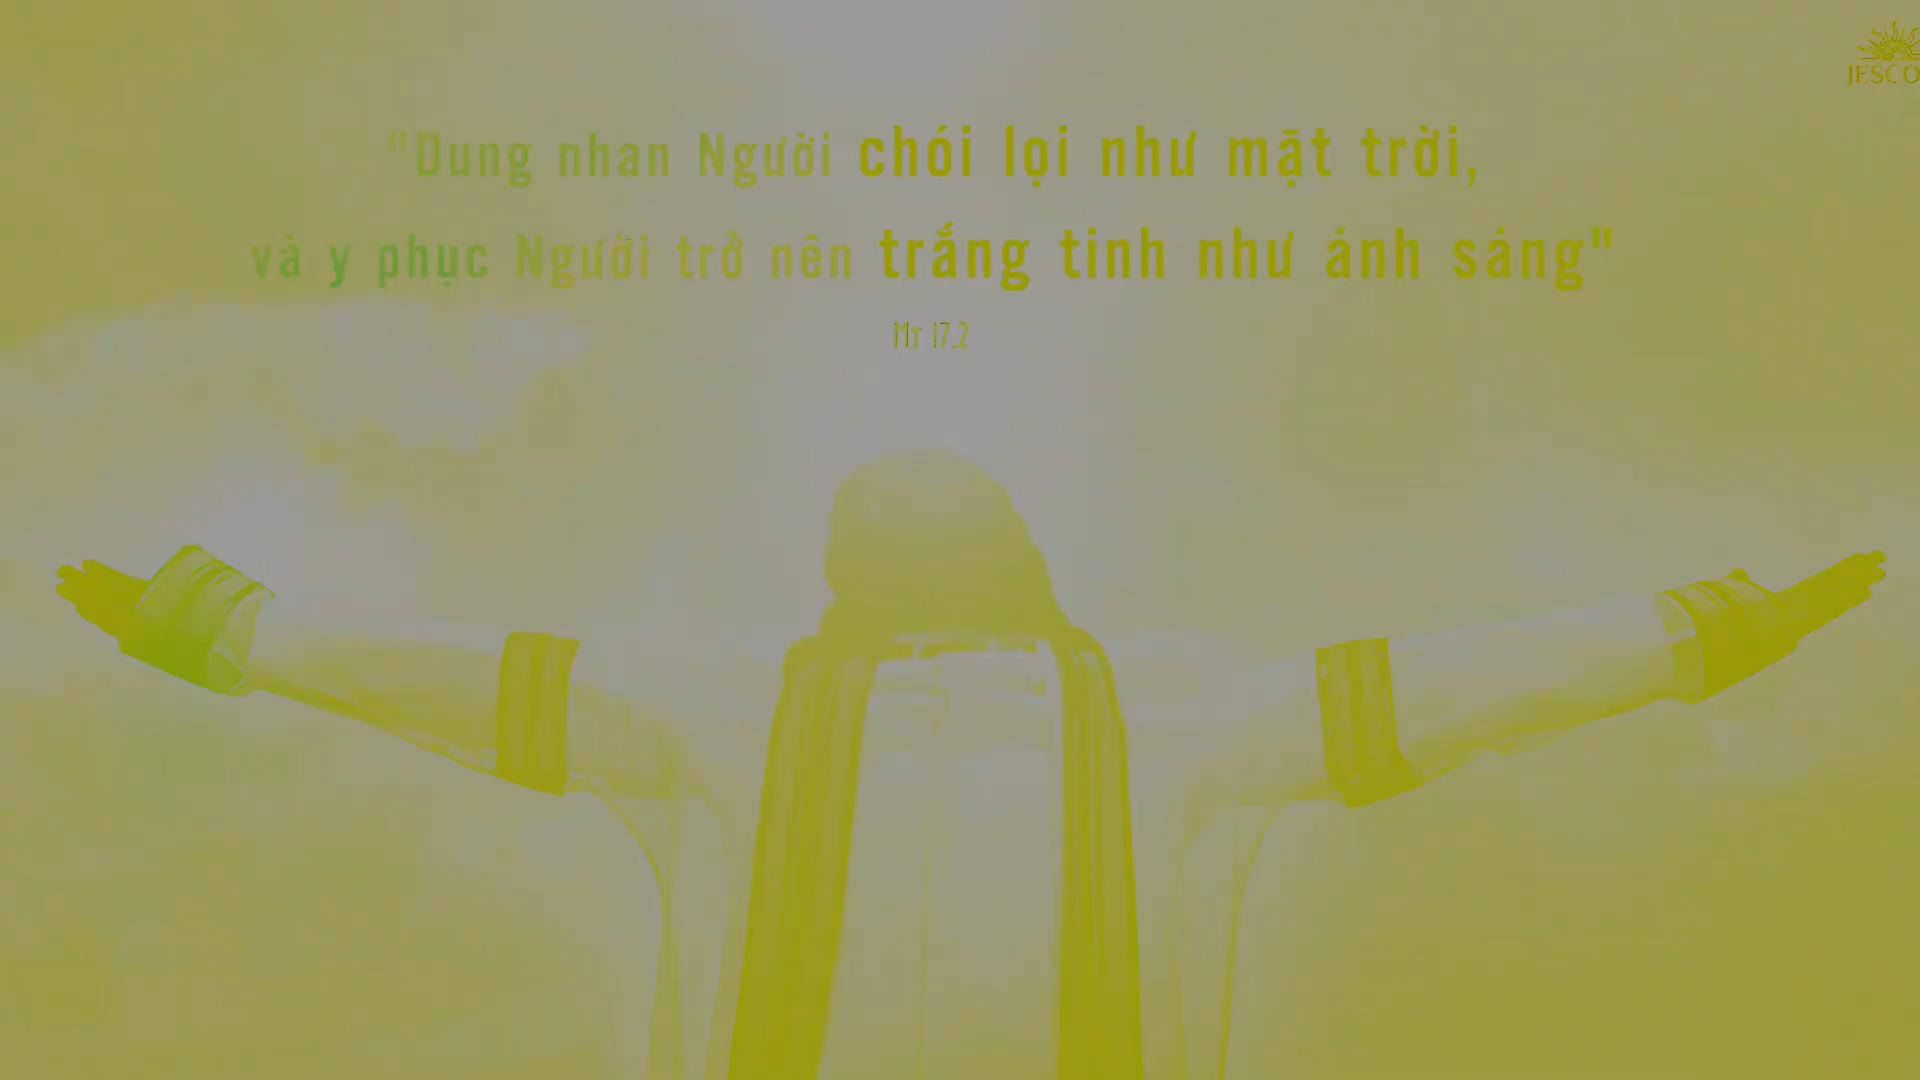 JESCO
"Dung nhan Người chói lọi như mặt trời,
và y phục Người trở nên trắng tinh như ánh sáng"
Mt 17,2